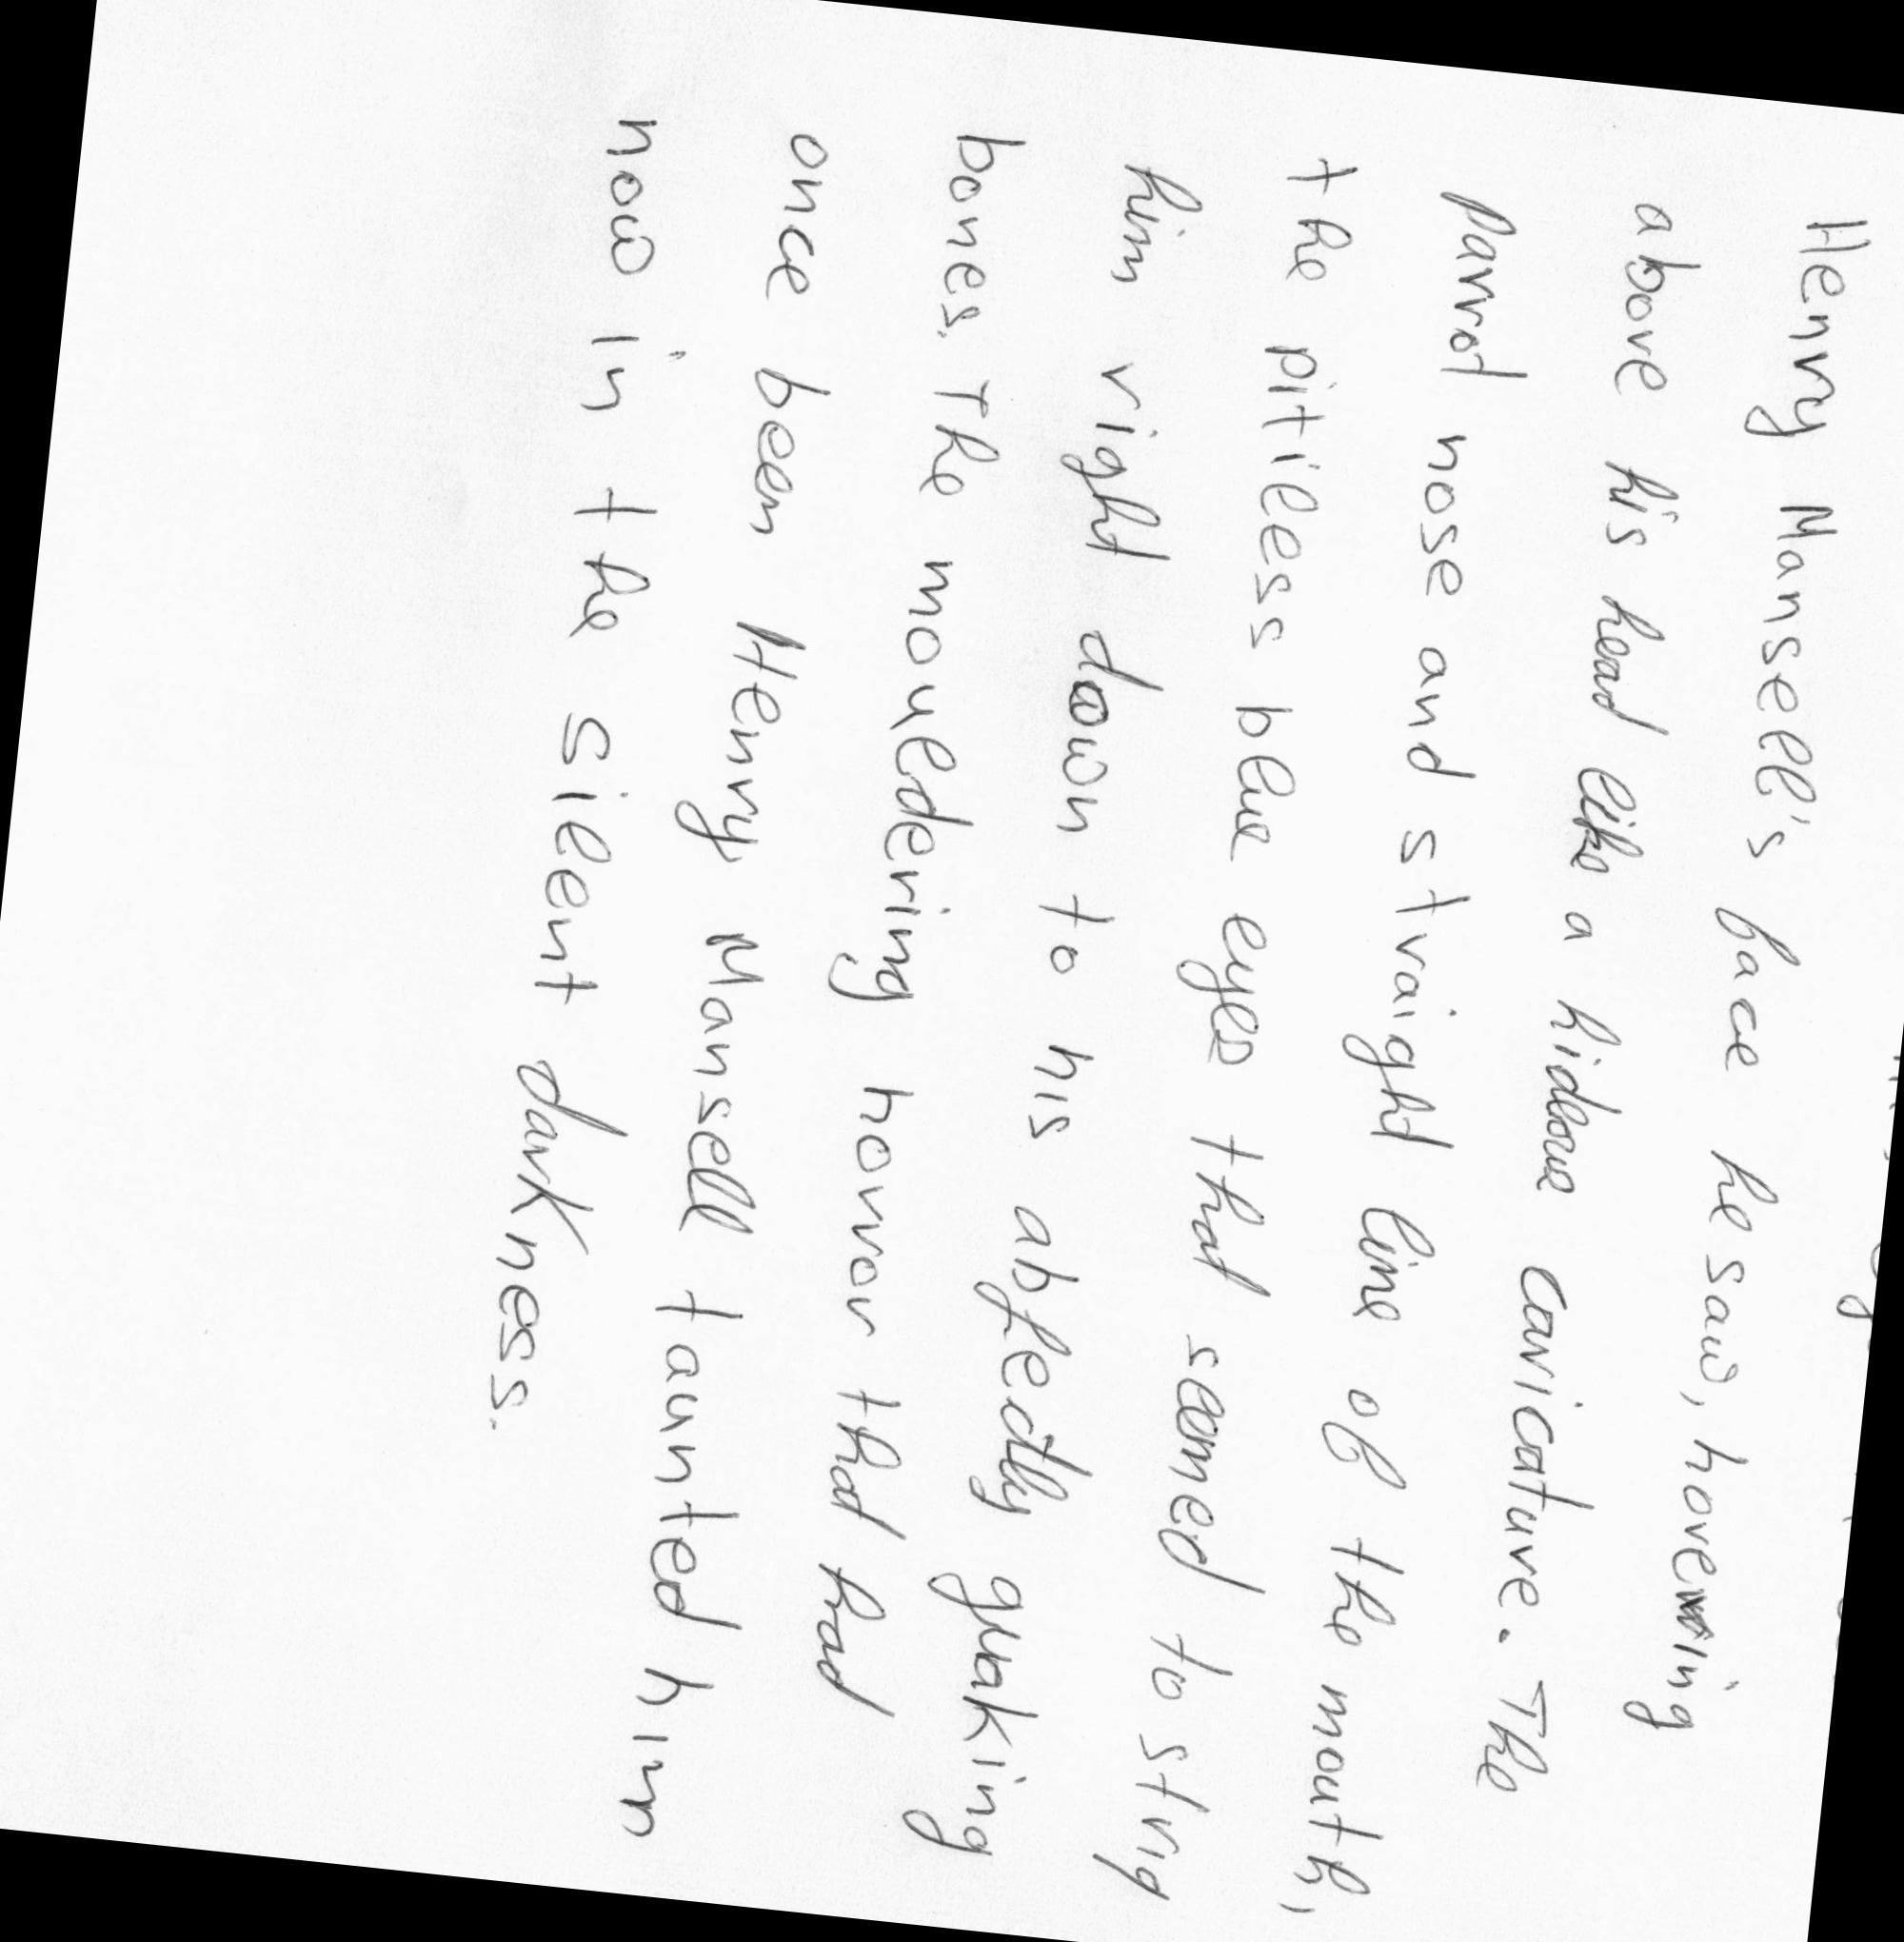 Henry Mansell's face he saw, hovering
above his head like a hideous caricature. The
parrot nose and straight line of the mouth,
the pitiless blue eyes that seemed to strip
him right down to his abjectly quaking
bones. The mouldering horror that had
once been Henry Mansell taunted him
now in the silent darkness.